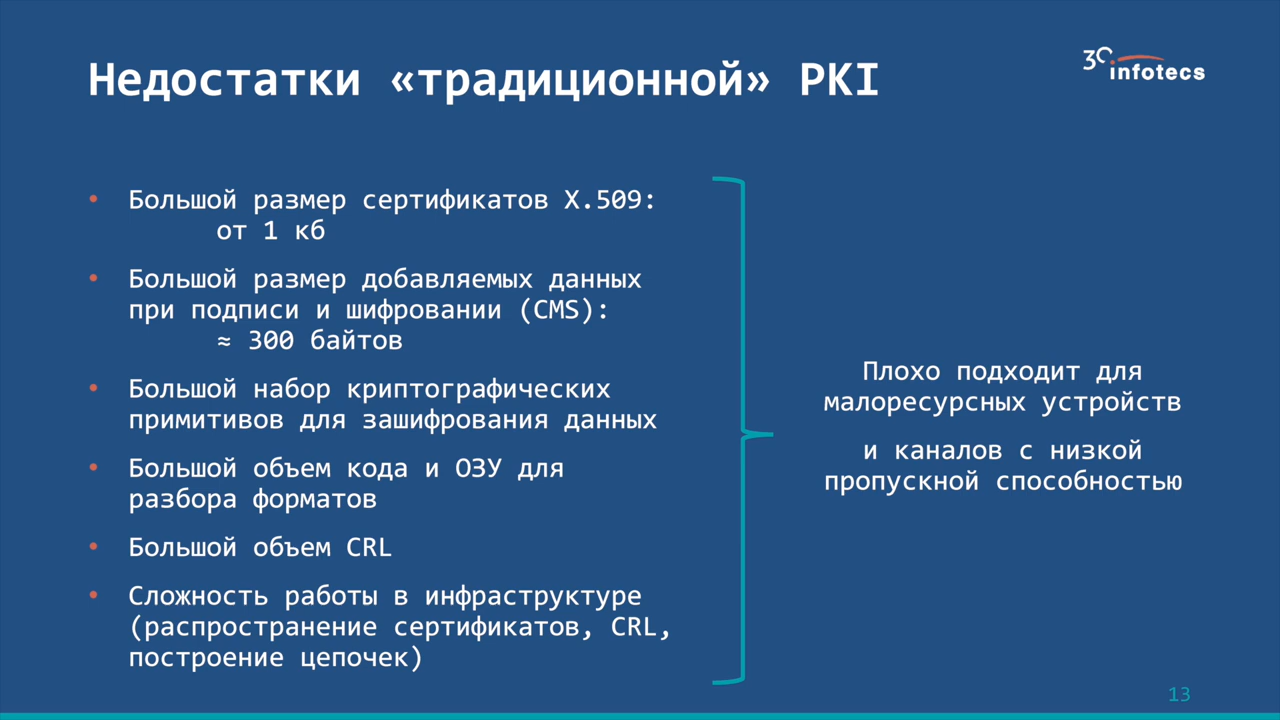 Недостатки «традиционной» PKI
30 infotecs
• Большой размер сертификатов X.509:
от 1 кб
• Большой размер добавляемых данных
при подписи и шифровании (CMS):
≈ 300 байтов
• Большой набор криптографических
примитивов для зашифрования данных
• Большой объем кода и ОЗУ для
разбора форматов
• Большой объем CRL
• Сложность работы в инфраструктуре
(распространение сертификатов, CRL,
построение цепочек)
Плохо подходит для
малоресурсных устройств
и каналов с низкой
пропускной способностью
13